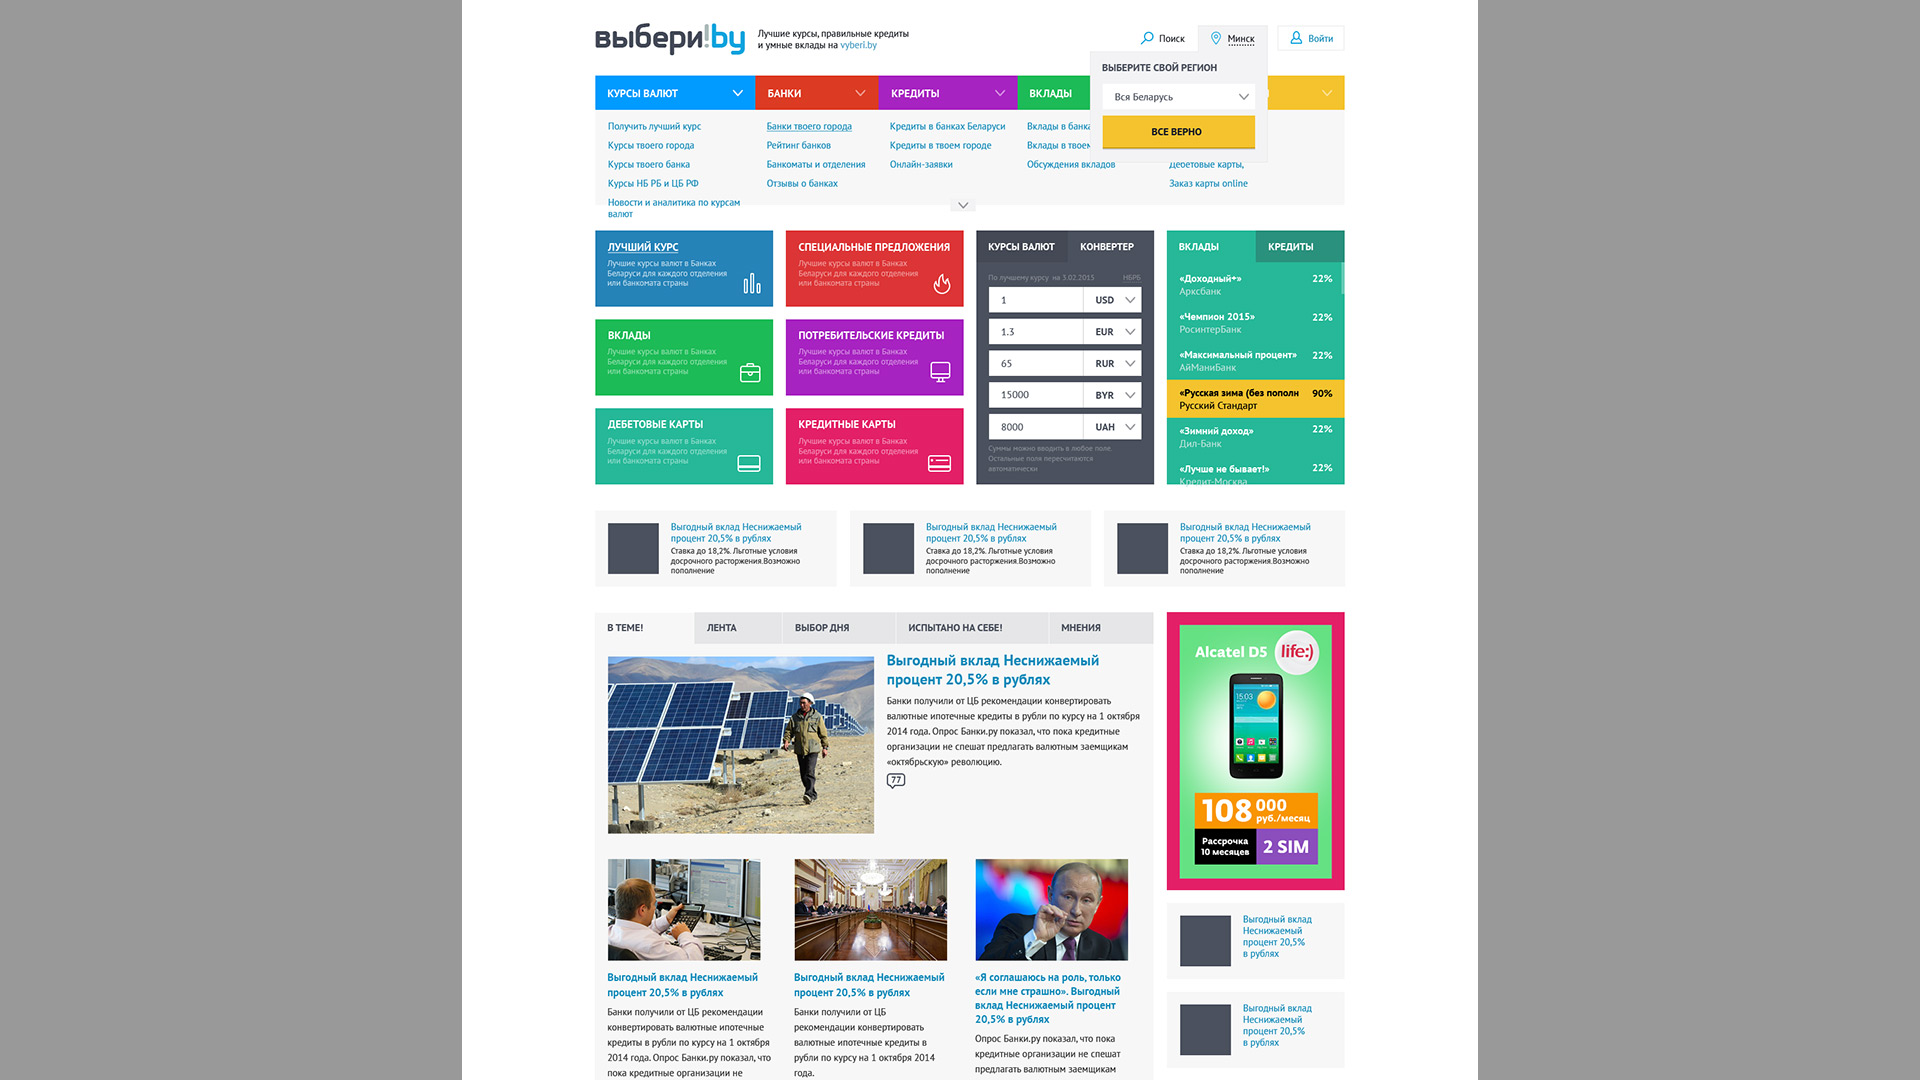 выбери!by
Лучшие курсы, правильные кредиты
и умные вклады на vyberi.by
Поиск
Минск
Войти
ВЫБЕРИТЕ СВОЙ РЕГИОН
Вся Беларусь
ВСЕ ВЕРНО
КУРСЫ ВАЛЮТ
БАНКИ
КРЕДИТЫ
ВКЛАДЫ
Получить лучший курс
Курсы твоего города
Курсы твоего банка
Курсы НБ РБ и ЦБ РФ
Новости и аналитика по курсам
валют
Банки твоего города
Рейтинг банков
Банкоматы и отделения
Отзывы о банках
Кредиты в банках Беларуси
Кредиты в твоем городе
Онлайн-заявки
Вклады в
Вклады в
Обсуждения вкладов
Дебетовые карты,
Заказ карты online
ЛУЧШИЙ КУРС
Лучшие курсы валют в Банках
Беларуси для каждого отделения
или банкомата страны
СПЕЦИАЛЬНЫЕ ПРЕДЛОЖЕНИЯ
Лучшие курсы валют в Банках
Беларуси для каждого отделения
или банкомата страны
ВКЛАДЫ
Лучшие курсы валют в Банках
Беларуси для каждого отделения
или банкомата страны
ПОТРЕБИТЕЛЬСКИЕ КРЕДИТЫ
Лучшие курсы валют в Банках
Беларуси для каждого отделения
или банкомата страны
ДЕБЕТОВЫЕ КАРТЫ
Лучшие курсы валют в Банках
Беларуси для каждого отделения
или банкомата страны
КРЕДИТНЫЕ КАРТЫ
Лучшие курсы валют в Банках
Беларуси для каждого отделения
или банкомата страны
КУРСЫ ВАЛЮТ
КОНВЕРТЕР
По лучшему курсу на 3.02.2015
НБРБ
1 USD
1.3 EUR
65 RUR
15000 BYR
8000 UAH
Суммы можно вводить в любое поле.
Остальные поля пересчитаются
автоматически
ВКЛАДЫ
КРЕДИТЫ
«Доходный+» 22%
Арксбанк
«Чемпион 2015» 22%
РосинтерБанк
«Максимальный процент» 22%
АйМаниБанк
«Русская зима (без пополн 90%
Русский Стандарт
«Зимний доход» 22%
Дил-Банк
«Лучше не бывает!» 22%
Кредит-Москва
Выгодный вклад Неснижаемый
процент 20,5% в рублях
Ставка до 18,2%. Льготные условия
досрочного расторжения.Возможно
пополнение
Выгодный вклад Неснижаемый
процент 20,5% в рублях
Ставка до 18,2%. Льготные условия
досрочного расторжения.Возможно
пополнение
Выгодный вклад Неснижаемый
процент 20,5% в рублях
Ставка до 18,2%. Льготные условия
досрочного расторжения.Возможно
пополнение
В ТЕМЕ!
ЛЕНТА
ВЫБОР ДНЯ
ИСПЫТАНО НА СЕБЕ!
МНЕНИЯ
Выгодный вклад Неснижаемый
процент 20,5% в рублях
Банки получили от ЦБ рекомендации конвертировать
валютные ипотечные кредиты в рубли по курсу на 1 октября
2014 года. Опрос Банки.ру показал, что пока кредитные
организации не спешат предлагать валютным заемщикам
«октябрьскую» революцию.
77
Alcatel D5
life:)
15:03
108 000
руб./месяц
Рассрочка
10 месяцев
2 SIM
Выгодный вклад Неснижаемый
процент 20,5% в рублях
Банки получили от ЦБ рекомендации
конвертировать валютные ипотечные
кредиты в рубли по курсу на 1 октября
2014 года. Опрос Банки.ру показал, что
пока кредитные организации не
Выгодный вклад Неснижаемый
процент 20,5% в рублях
Банки получили от ЦБ
рекомендации конвертировать
валютные ипотечные кредиты в
рубли по курсу на 1 октября 2014
года.
«Я соглашаюсь на роль, только
если мне страшно». Выгодный
вклад Неснижаемый процент
20,5% в рублях
Опрос Банки.ру показал, что пока
кредитные организации не спешат
предлагать валютным заемщикам
Выгодный вклад
Неснижаемый
процент 20,5%
в рублях
Выгодный вклад
Неснижаемый
процент 20,5%
в рублях